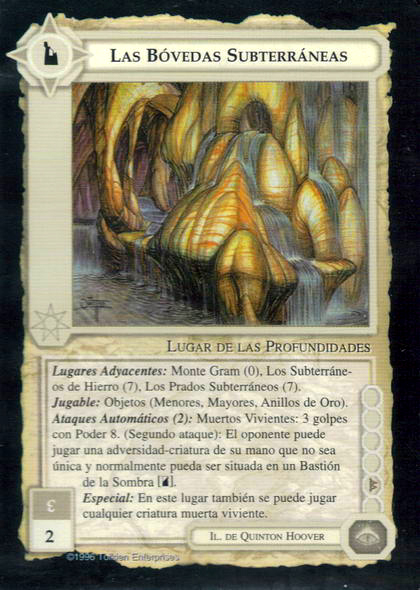 LAS BÓVEDAS SUBTERRÁNEAS
LUGAR DE LAS PROFUNDIDADES
Lugares Adyacentes: Monte Gram (0), Los Subterráne-
os de Hierro (7), Los Prados Subterráneos (7).
Jugable: Objetos (Menores, Mayores, Anillos de Oro).
Ataques Automáticos (2): Muertos Vivientes: 3 golpes
con Poder 8. (Segundo ataque): El oponente puede
jugar una adversidad-criatura de su mano que no sea
única y normalmente pueda ser situada en un Bastión
de la Sombra [].
Especial: En este lugar también se puede jugar
cualquier criatura muerta viviente.
3
2
IL. DE QUINTON HOOVER
©1996 Tolkien Enterprises